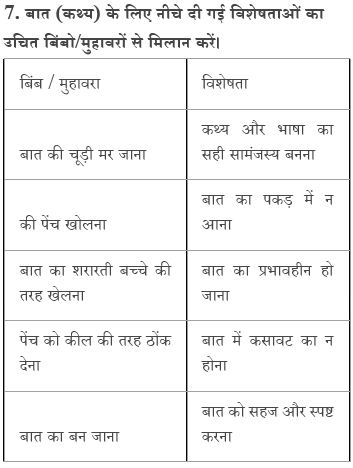 7. बात (कथ्य) के लिए नीचे दी गई विशेषताओं का
उचित बिंबो/मुहावरों से मिलान करें।
बिंब / मुहावरा
विशेषता
बात की चूड़ी मर जाना
कथ्य और भाषा का
सही सामंजस्य बनना
की पेंच खोलना
बात का पकड़ में न
आना
बात का शरारती बच्चे की
तरह खेलना
बात का प्रभावहीन हो
जाना
पेंच को कील की तरह ठोंक
देना
बात में कसावट का न
होना
बात का बन जाना
बात को सहज और स्पष्ट
करना